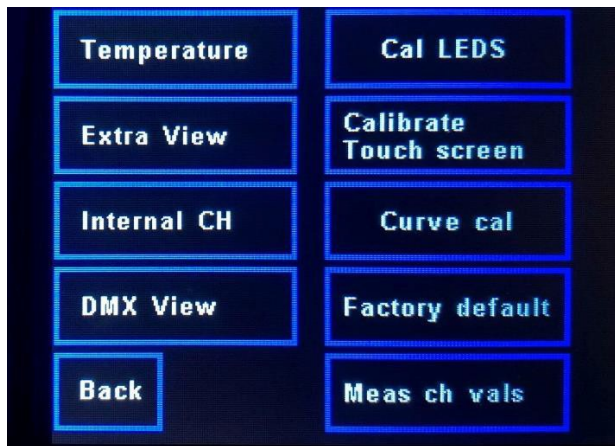 Temperature
Cal LEDS
Extra View
Calibrate
Touch screen
Internal CH
Curve cal
DMX View
Factory default
Back
Meas ch vals